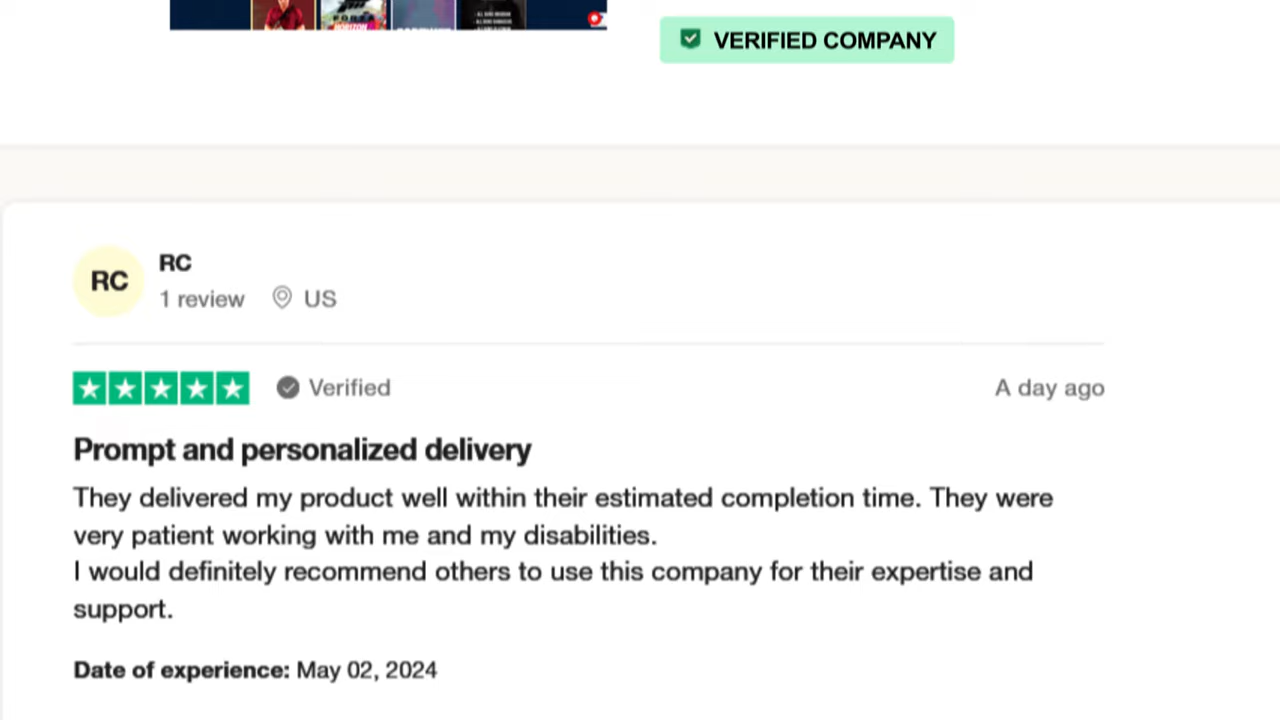 FORZA
HORIZON
VERIFIED COMPANY
RC
RC
1 review US
Verified
A day ago
Prompt and personalized delivery
They delivered my product well within their estimated completion time. They were
very patient working with me and my disabilities.
I would definitely recommend others to use this company for their expertise and
support.
Date of experience: May 02, 2024